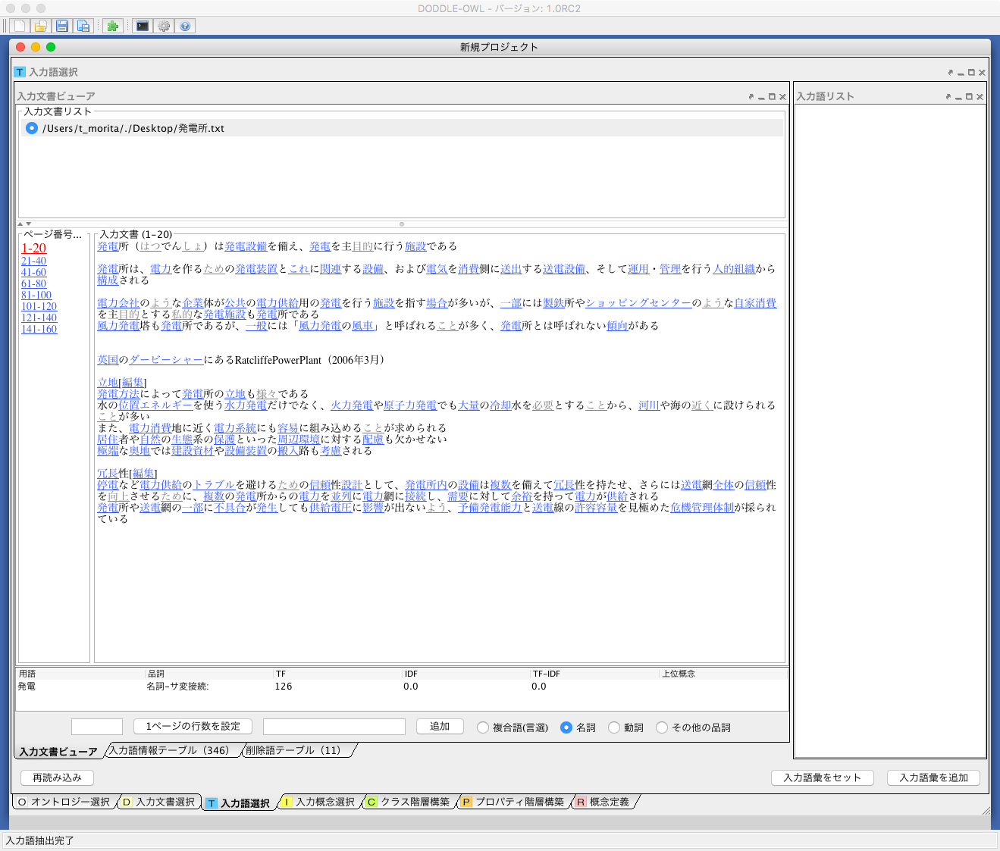 DODDLE-OWL - バージョン: 1.0RC2
新規プロジェクト
T 入力語選択
入力文書ビューア
入力語リスト
入力文書リスト
/Users/t_morita/./Desktop/発電所.txt
ページ番号...
1-20
21-40
41-60
61-80
81-100
101-120
121-140
141-160
入力文書 (1-20)
発電所（はつでんしょ）は発電設備を備え、発電を主目的に行う施設である
発電所は、電力を作るための発電装置とこれに関連する設備、および電気を消費側に送出する送電設備、そして運用・管理を行う人的組織から
構成される
電力会社のような企業体が公共の電力供給用の発電を行う施設を指す場合が多いが、一部には製鉄所やショッピングセンターのような自家消費
を主目的とする私的な発電施設も発電所である
風力発電塔も発電所であるが、一般には「風力発電の風車」と呼ばれることが多く、発電所とは呼ばれない傾向がある
英国のダービーシャーにあるRatcliffePowerPlant（2006年3月）
立地[編集]
発電方法によって発電所の立地も様々である
水の位置エネルギーを使う水力発電だけでなく、火力発電や原子力発電でも大量の冷却水を必要とすることから、河川や海の近くに設けられる
ことが多い
また、電力消費地に近く電力系統にも容易に組み込めることが求められる
居住者や自然の生態系の保護といった周辺環境に対する配慮も欠かせない
極端な奥地では建設資材や設備装置の搬入路も考慮される
冗長性[編集]
停電など電力供給のトラブルを避けるための信頼性設計として、発電所内の設備は複数を備えて冗長性を持たせ、さらには送電網全体の信頼性
を向上させるために、複数の発電所からの電力を並列に電力網に接続し、需要に対して余裕を持って電力が供給される
発電所や送電網の一部に不具合が発生しても供給電圧に影響が出ないよう、予備発電能力と送電線の許容容量を見極めた危機管理体制が採られ
ている
用語 品詞 TF IDF TF-IDF 上位概念
発電 名詞-サ変接続: 126 0.0 0.0
1ページの行数を設定 追加 複合語(言選) 名詞 動詞 その他の品詞
入力文書ビューア 入力語情報テーブル（346） 削除語テーブル（11）
再読み込み 入力語彙をセット 入力語彙を追加
O オントロジー選択 D 入力文書選択 T 入力語選択 I 入力概念選択 C クラス階層構築 P プロパティ階層構築 R 概念定義
入力語抽出完了